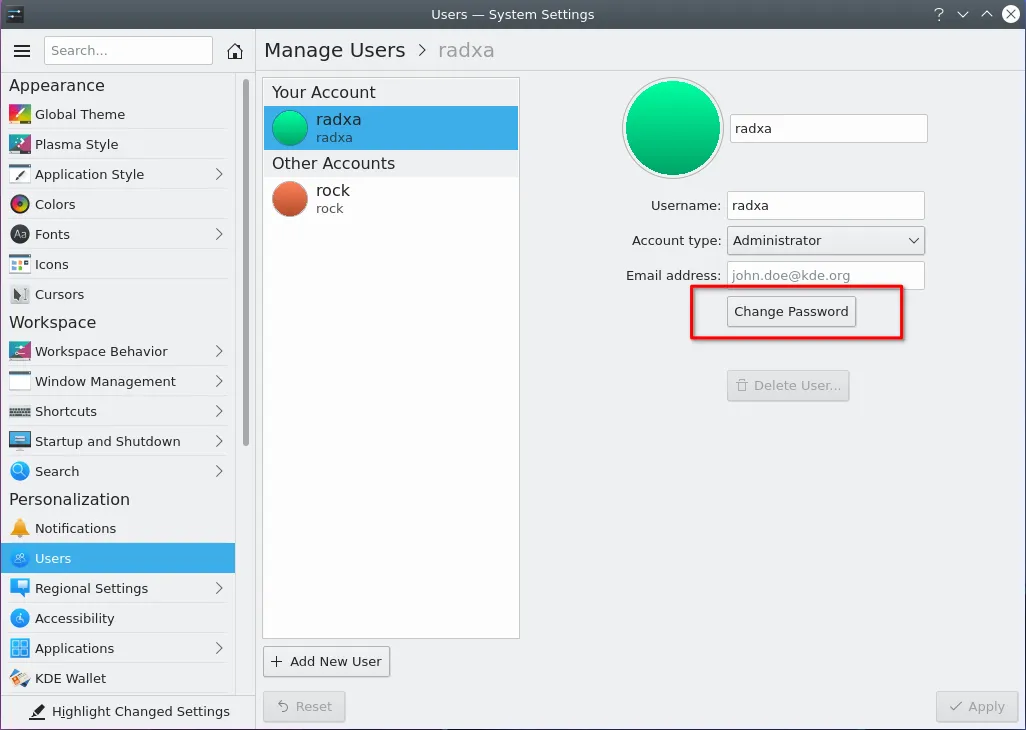 Users — System Settings
?
Search...
Manage Users > radxa
Appearance
Global Theme
Plasma Style
Application Style
Colors
Aa Fonts
Icons
Cursors
Workspace
Workspace Behavior
Window Management
Shortcuts
Startup and Shutdown
Search
Personalization
Notifications
Users
Regional Settings
Accessibility
Applications
KDE Wallet
Highlight Changed Settings
Your Account
radxa
radxa
Other Accounts
rock
rock
+ Add New User
Reset
radxa
Username: radxa
Account type: Administrator
Email address: john.doe@kde.org
Change Password
Delete User...
Apply